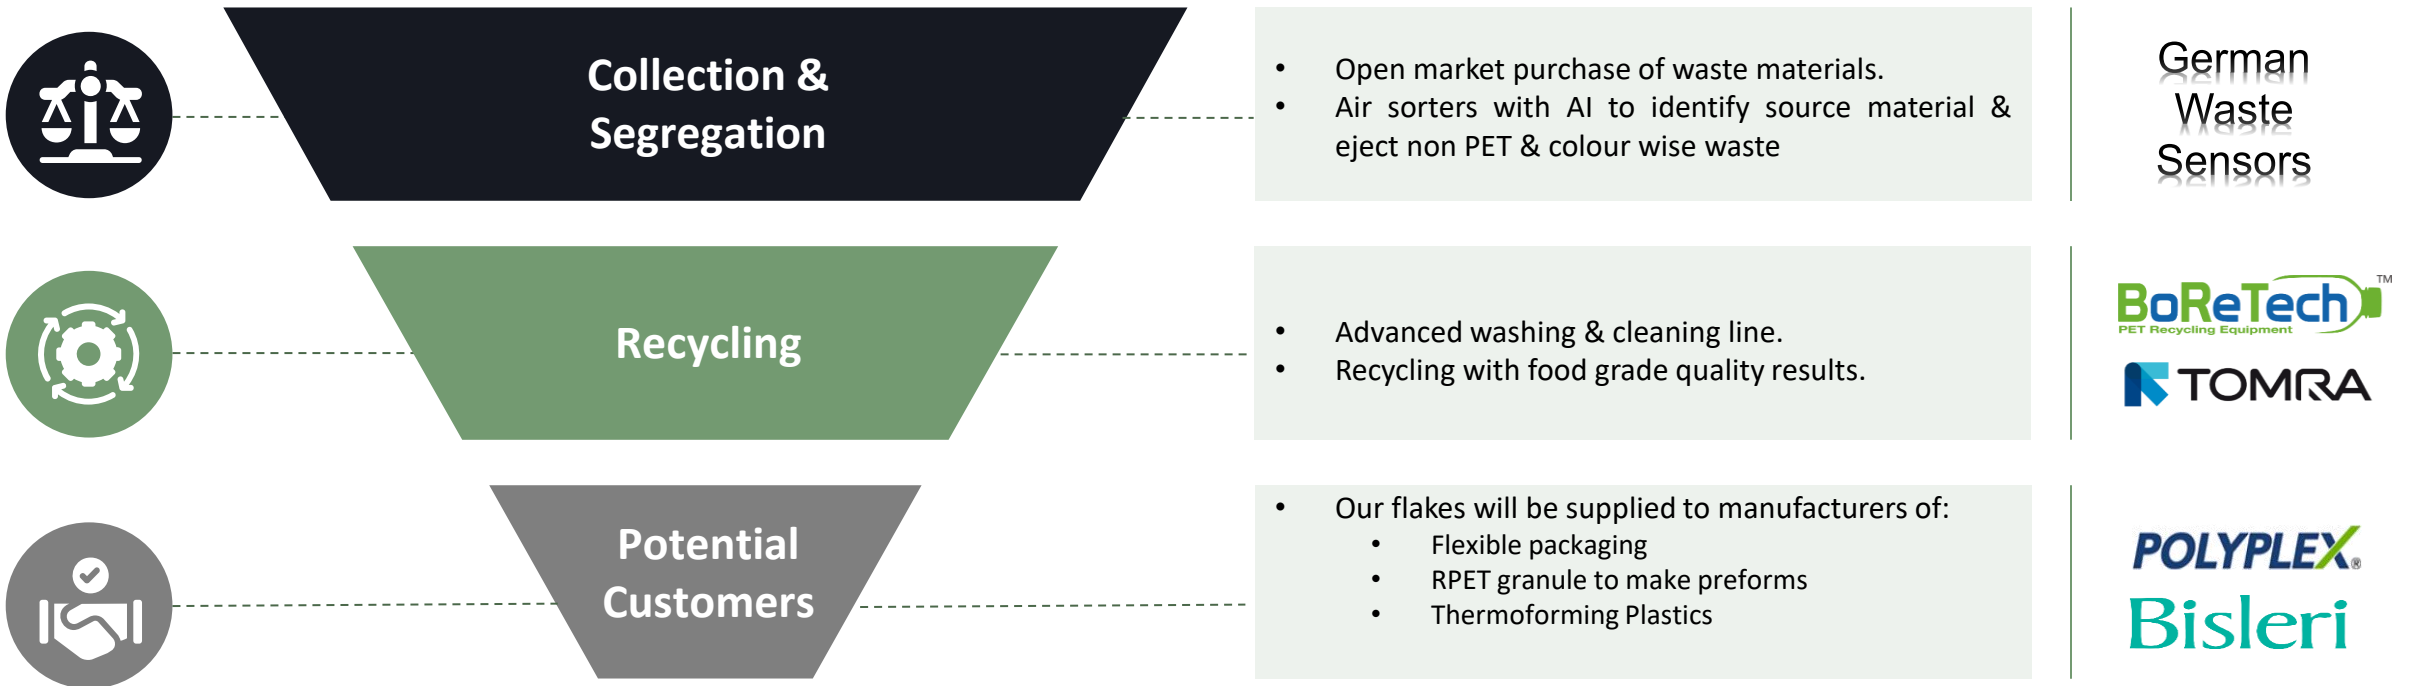 Collection &
Segregation
• Open market purchase of waste materials.
• Air sorters with AI to identify source material &
eject non PET & colour wise waste
German
Waste
Sensors
Recycling
• Advanced washing & cleaning line.
• Recycling with food grade quality results.
BoReTech™
PET Recycling Equipment
TOMRA
Potential
Customers
• Our flakes will be supplied to manufacturers of:
• Flexible packaging
• RPET granule to make preforms
• Thermoforming Plastics
POLYPLEX®
Bisleri